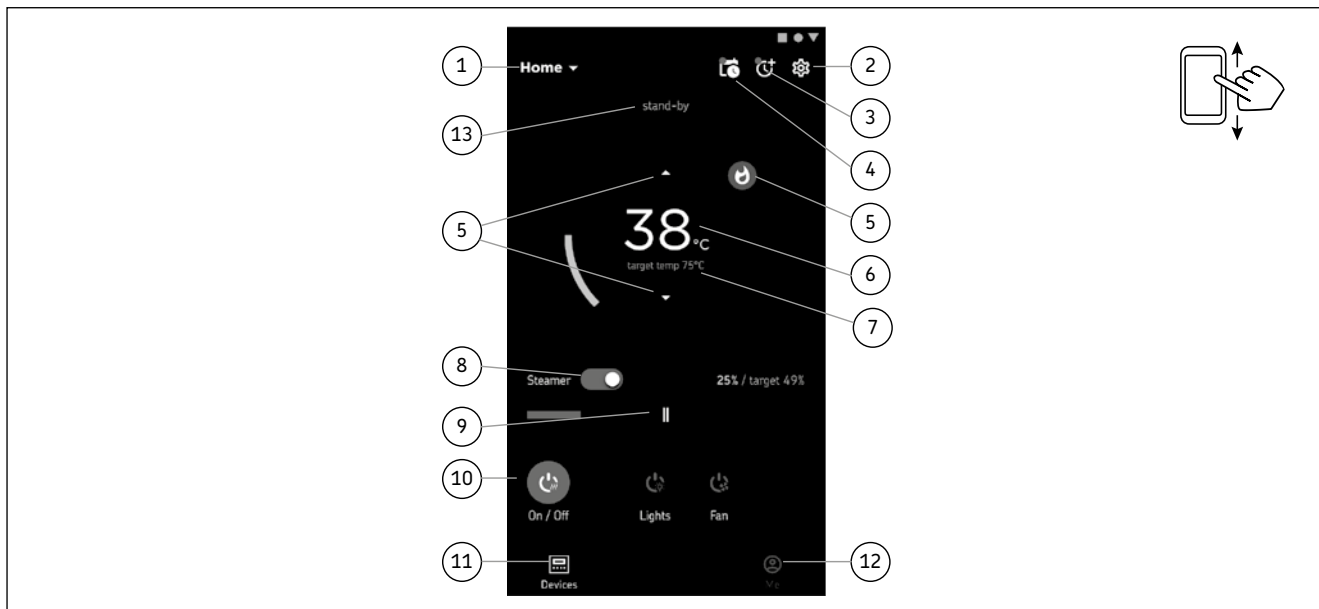 1
Home
2
stand-by
13
3
4
5
5
38 °C
6
target temp 75°C
7
8
Steamer
25% / target 49%
9
10
On / Off Lights Fan
11
12
Devices Me